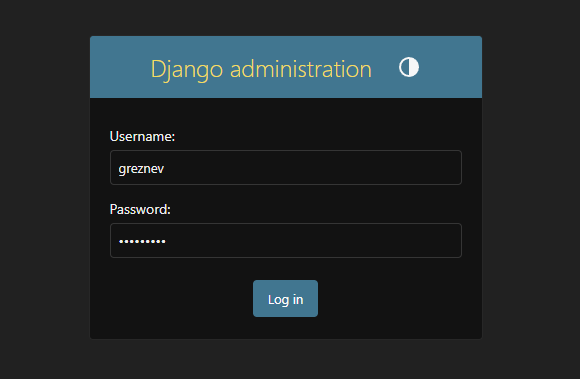 Django administration
Username:
greznev
Password:
•••••••••
Log in